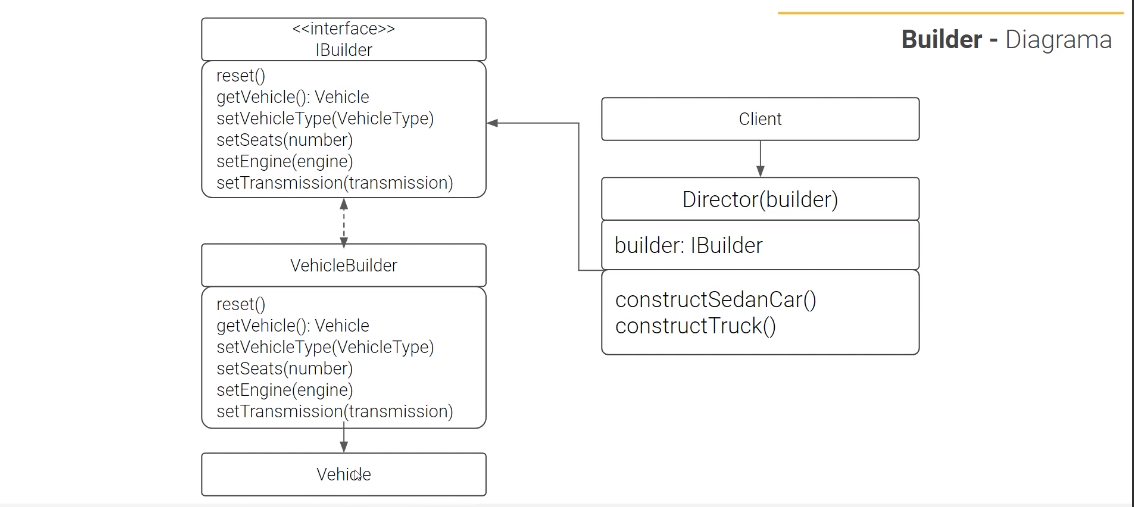 Builder - Diagrama
<<interface>>
IBuilder
reset()
getVehicle(): Vehicle
setVehicleType(VehicleType)
setSeats(number)
setEngine(engine)
setTransmission(transmission)
VehicleBuilder
reset()
getVehicle(): Vehicle
setVehicleType(VehicleType)
setSeats(number)
setEngine(engine)
setTransmission(transmission)
Vehicle
Client
Director(builder)
builder: IBuilder
constructSedanCar()
constructTruck()